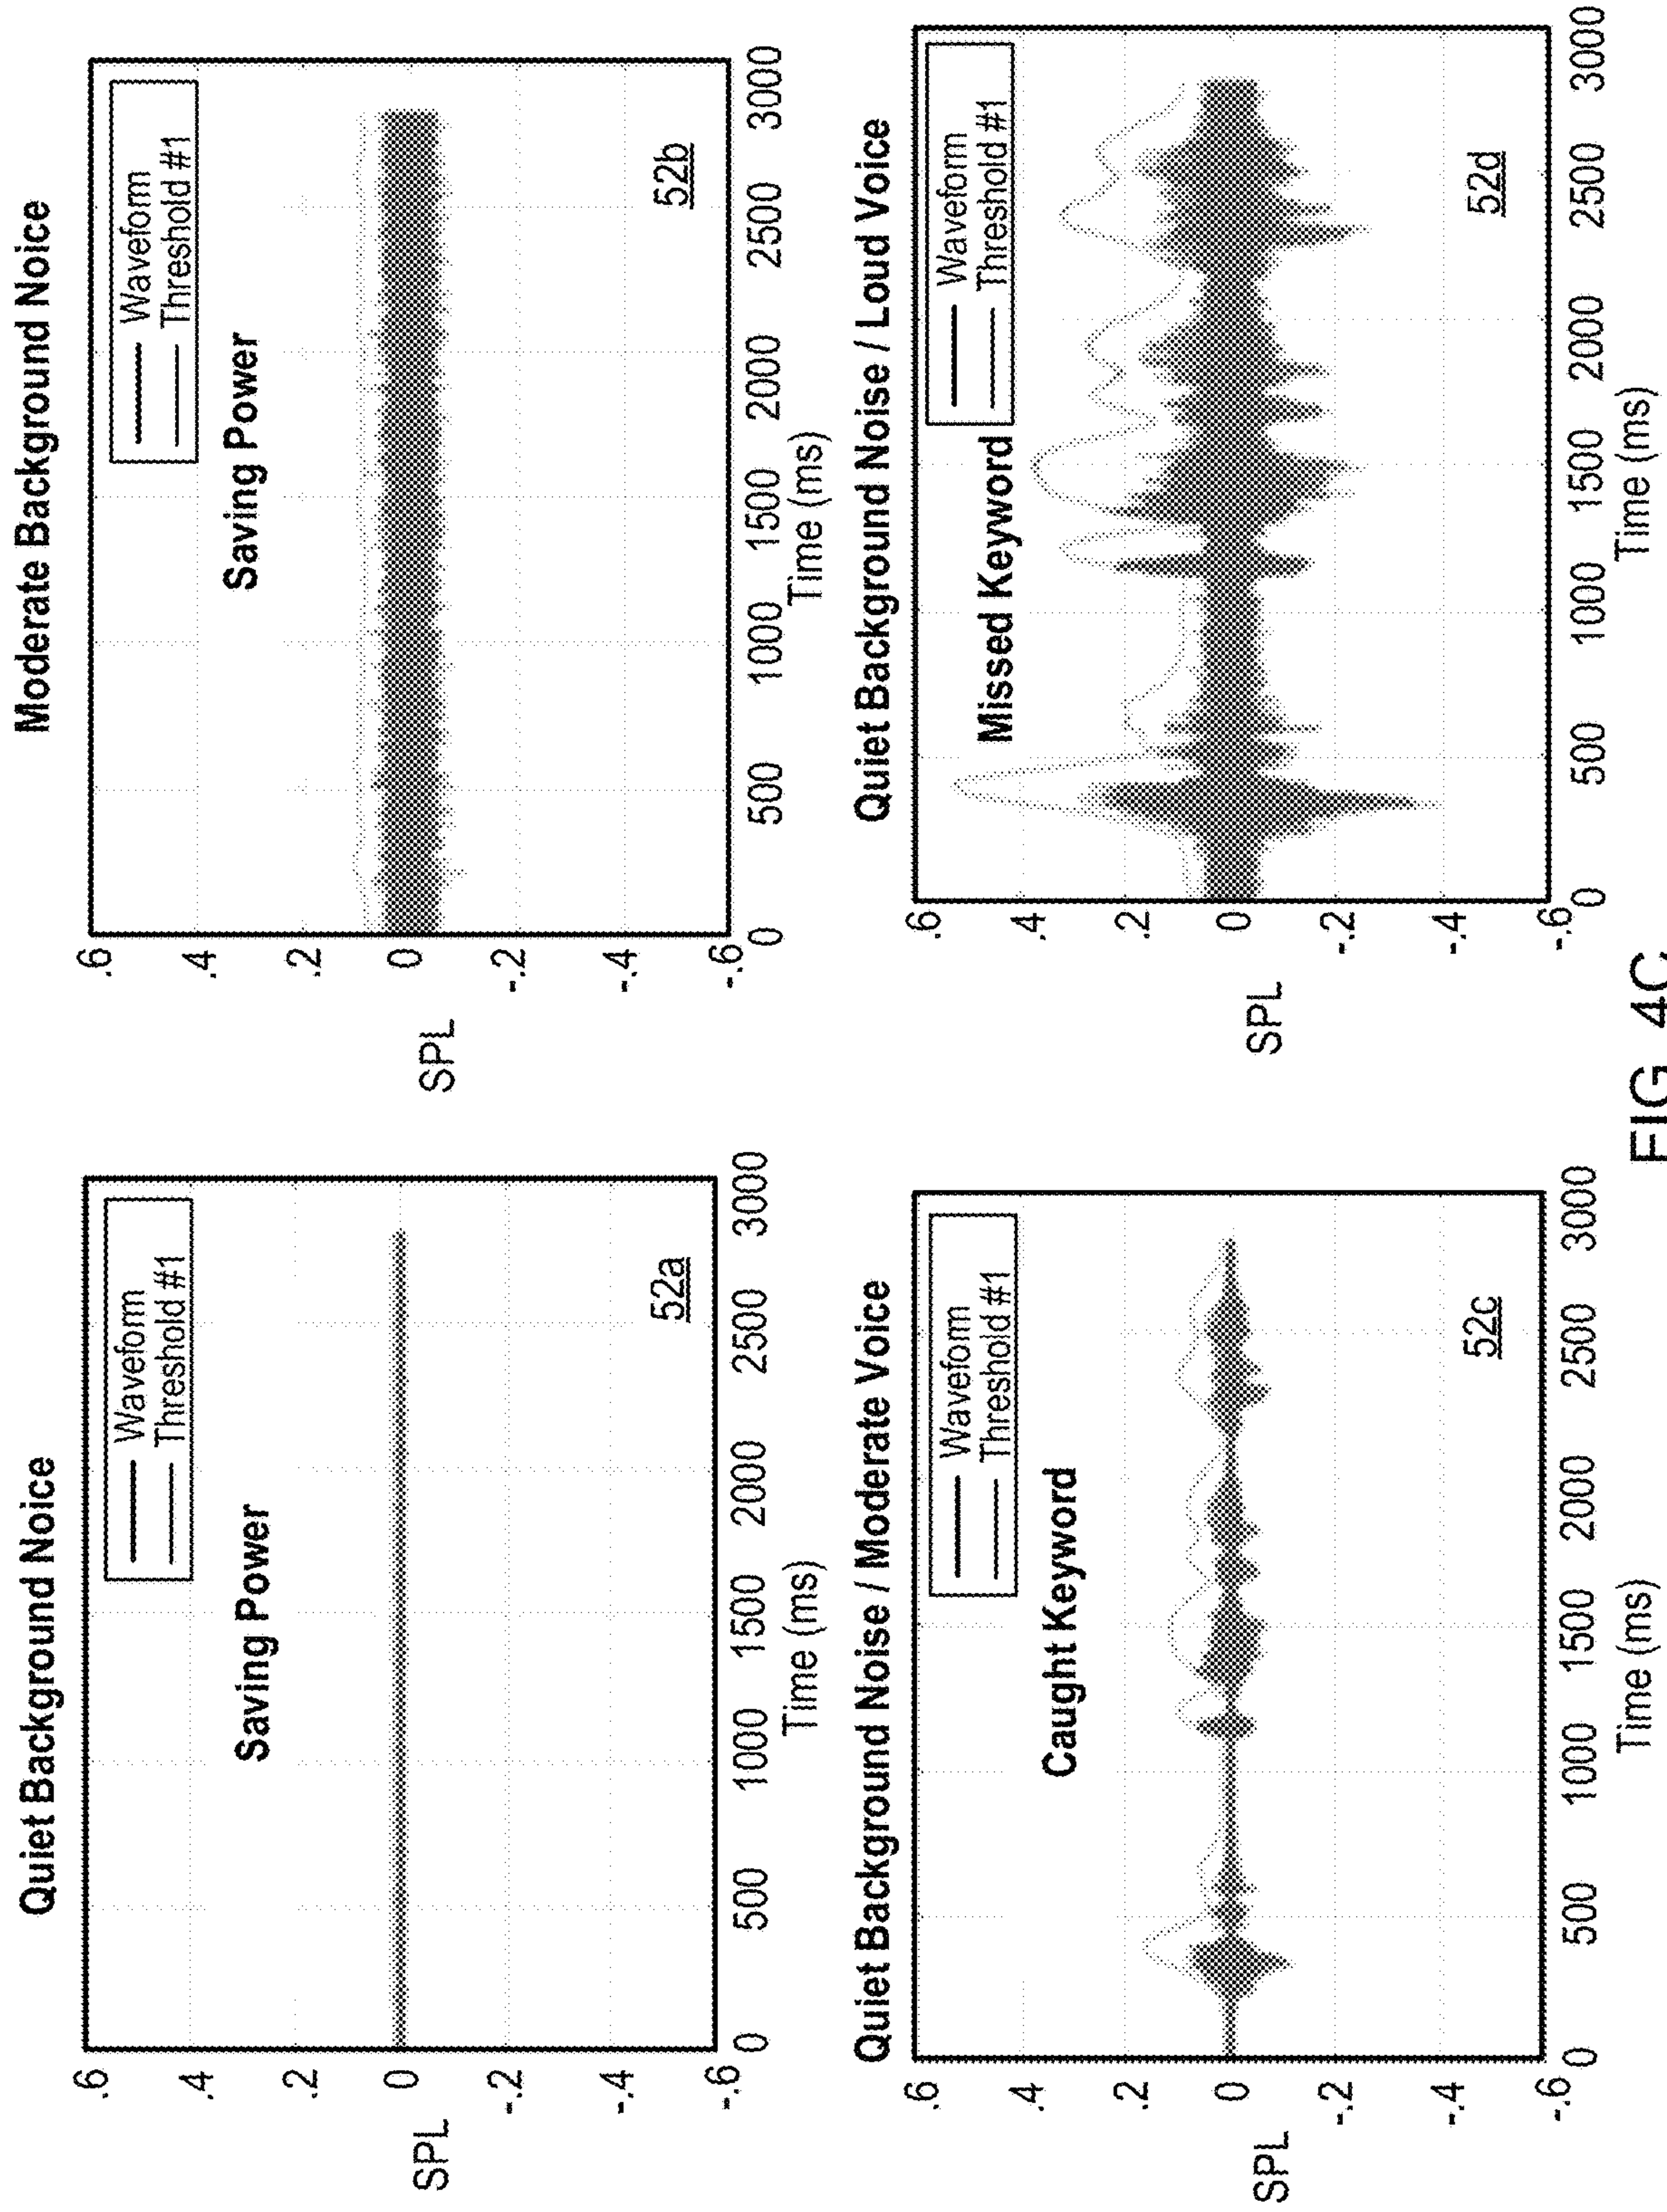 Quiet Background Noice
Waveform
Threshold #1
Saving Power
52a
SPL
.6
.4
.2
0
-.2
-.4
-.6
0 500 1000 1500 2000 2500 3000
Time (ms)
Moderate Background Noice
Waveform
Threshold #1
Saving Power
52b
SPL
.6
.4
.2
0
-.2
-.4
-.6
0 500 1000 1500 2000 2500 3000
Time (ms)
Quiet Background Noise / Moderate Voice
Waveform
Threshold #1
Caught Keyword
52c
SPL
.6
.4
.2
0
-.2
-.4
-.6
0 500 1000 1500 2000 2500 3000
Time (ms)
Quiet Background Noise / Loud Voice
Waveform
Threshold #1
Missed Keyword
52d
SPL
.6
.4
.2
0
-.2
-.4
-.6
0 500 1000 1500 2000 2500 3000
Time (ms)
FIG. 4C